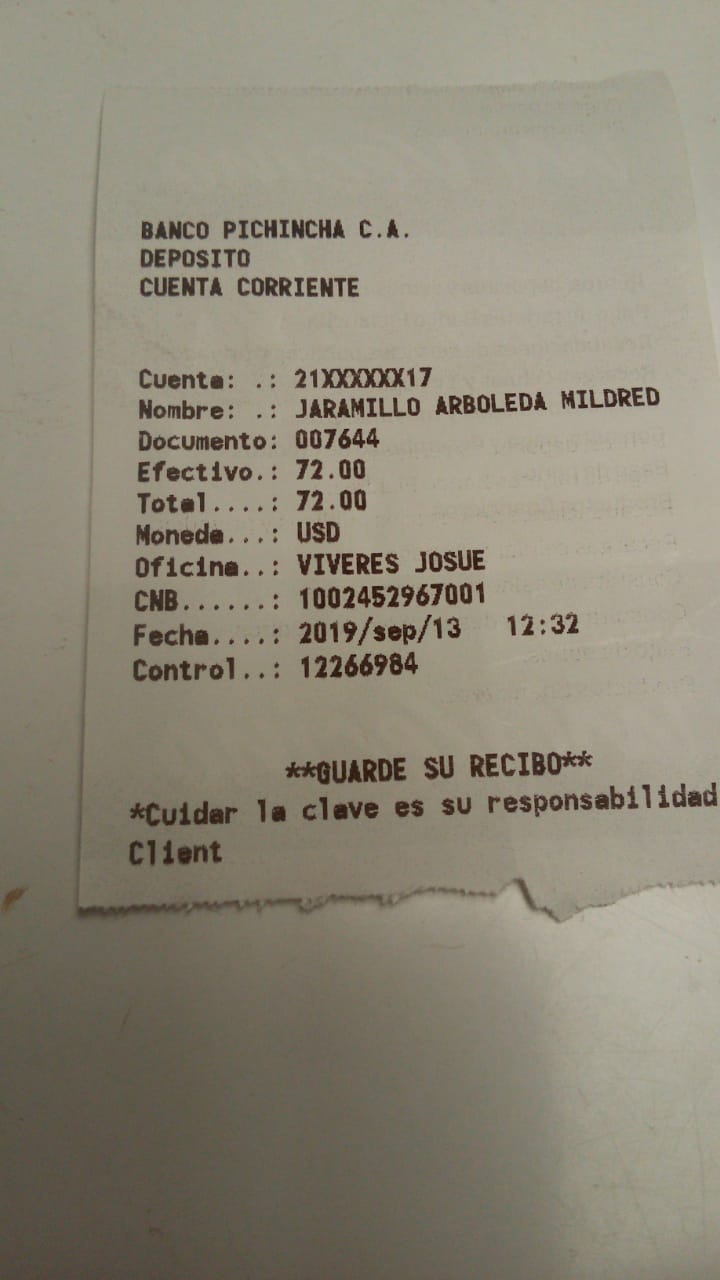 BANCO PICHINCHA C.A.
DEPOSITO
CUENTA CORRIENTE
Cuenta: .: 21XXXXXX17
Nombre: .: JARAMILLO ARBOLEDA MILDRED
Documento: 007644
Efectivo.: 72.00
Total....: 72.00
Moneda...: USD
Oficina..: VIVERES JOSUE
CNB......: 1002452967001
Fecha....: 2019/sep/13 12:32
Control..: 12266984
**GUARDE SU RECIBO**
*Cuidar la clave es su responsabilidad
Client